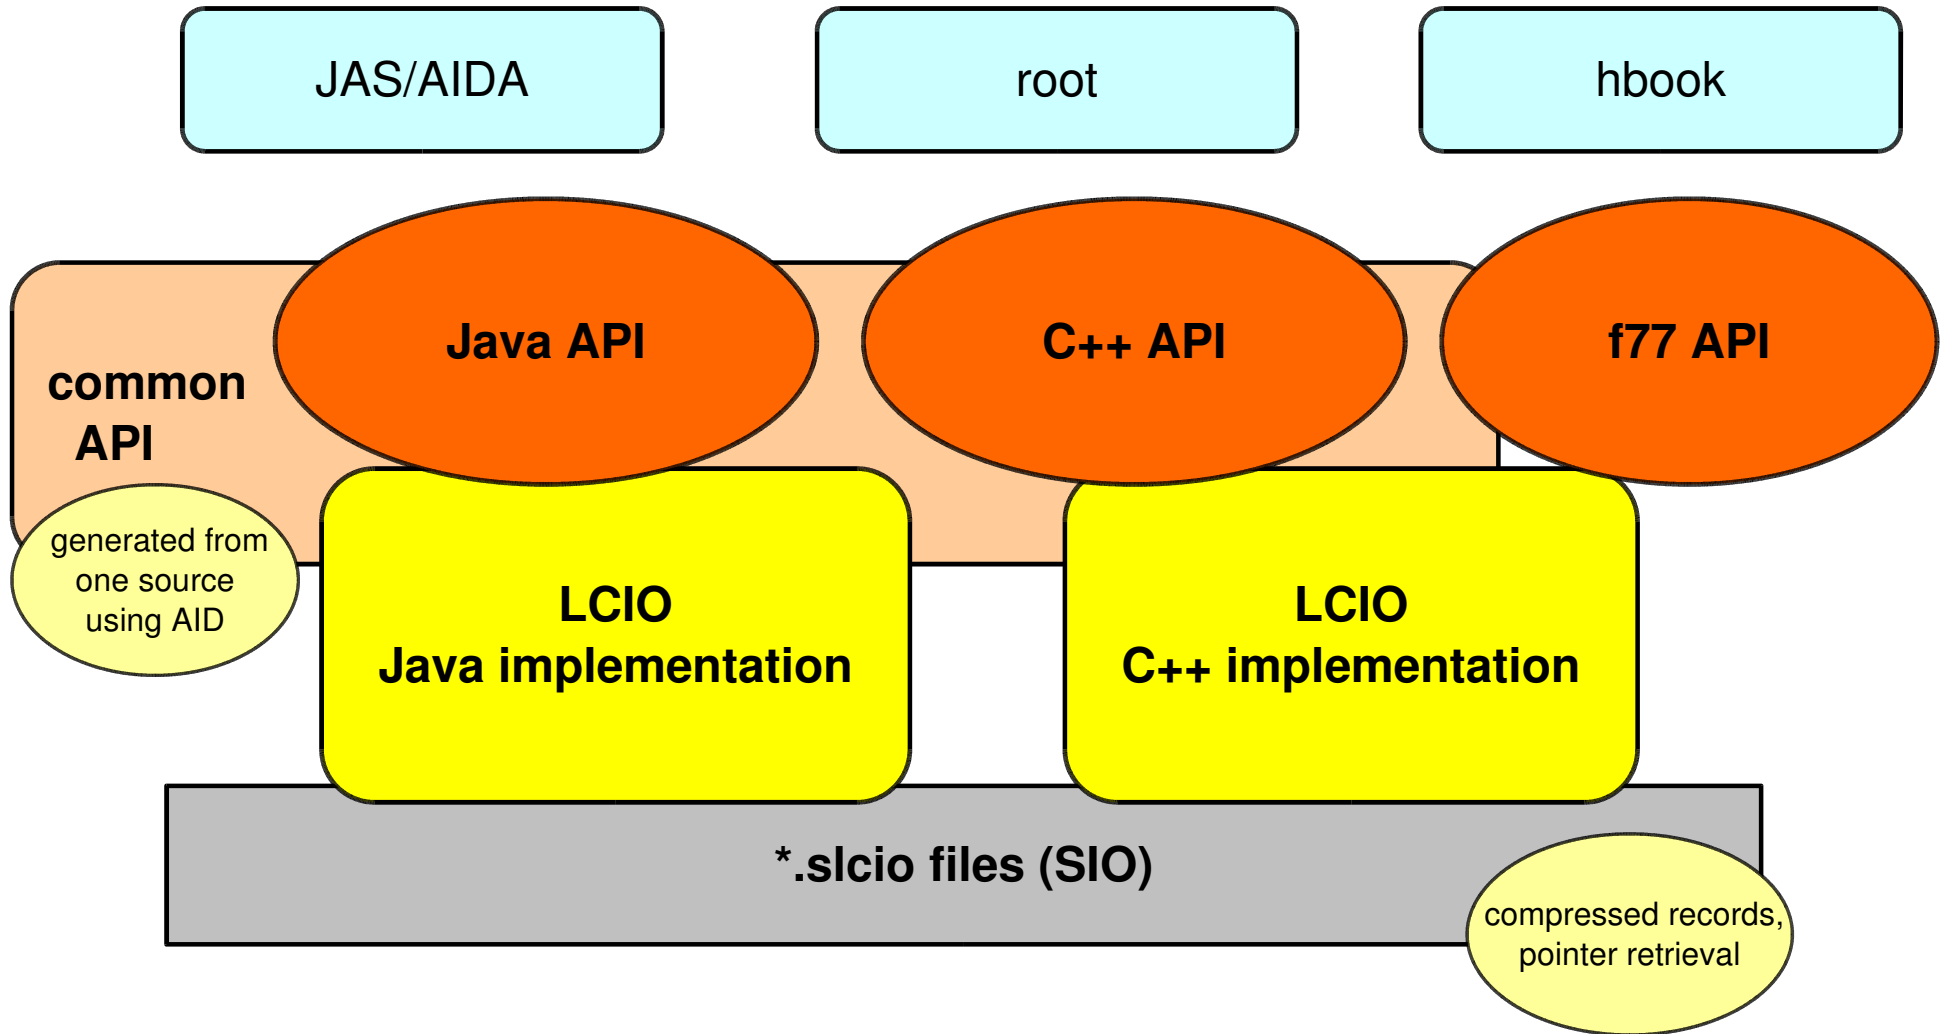 JAS/AIDA
root
hbook
Java API
C++ API
f77 API
common
API
generated from
one source
using AID
LCIO
Java implementation
LCIO
C++ implementation
*.slcio files (SIO)
compressed records,
pointer retrieval